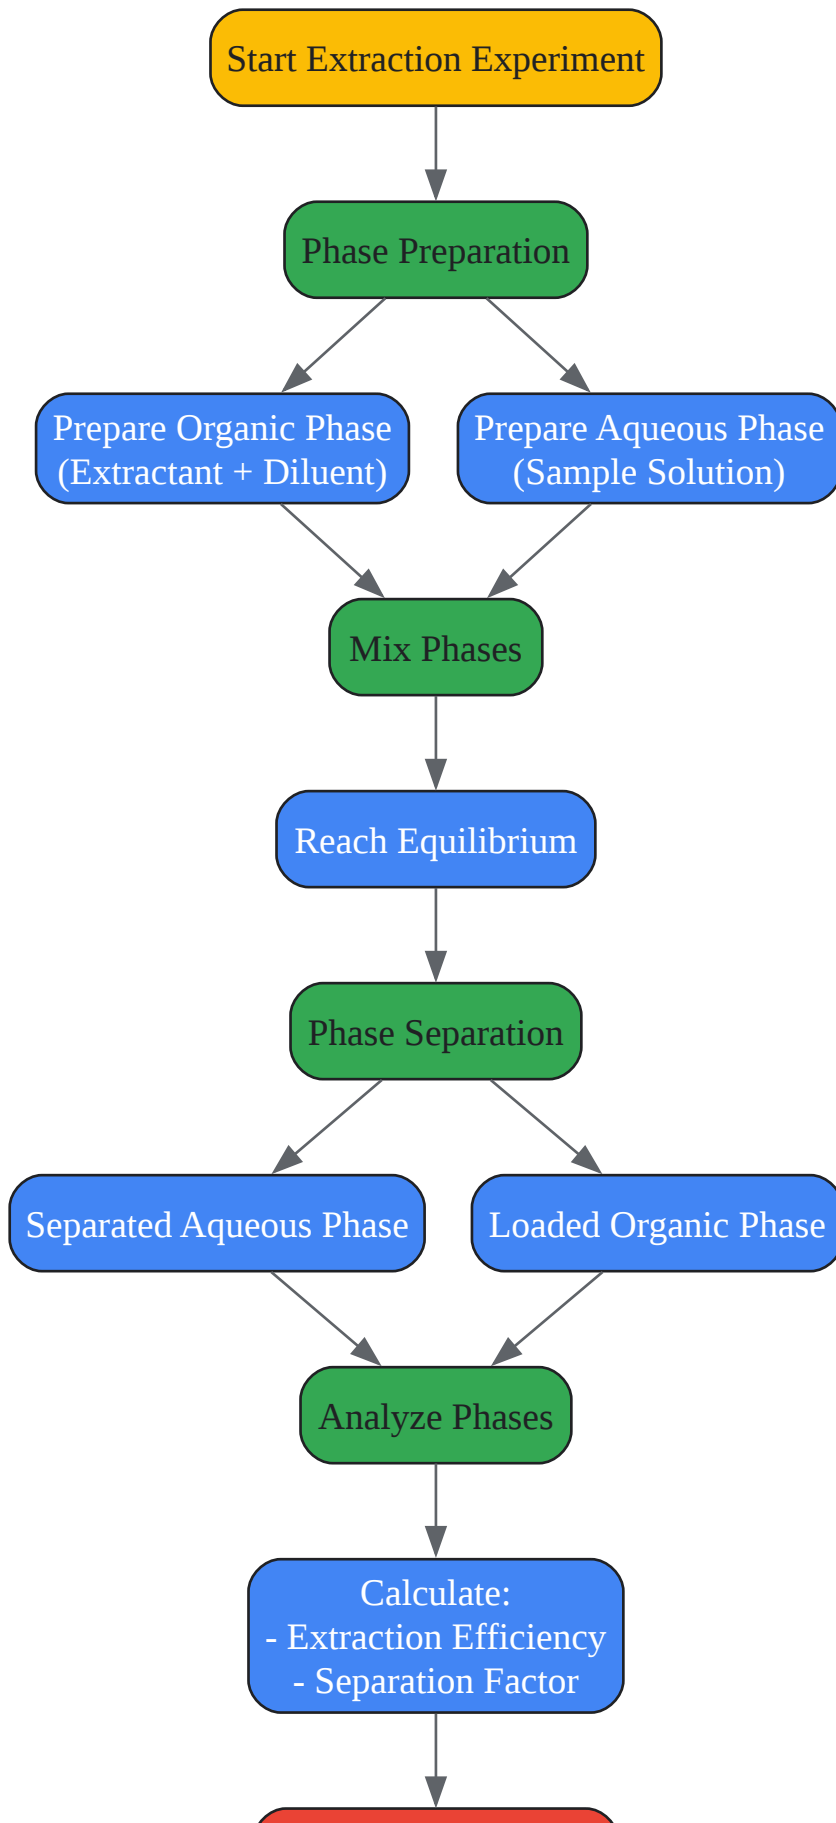 Start Extraction Experiment
Phase Preparation
Prepare Organic Phase
(Extractant + Diluent)
Prepare Aqueous Phase
(Sample Solution)
Mix Phases
Reach Equilibrium
Phase Separation
Separated Aqueous Phase
Loaded Organic Phase
Analyze Phases
Calculate:
- Extraction Efficiency
- Separation Factor